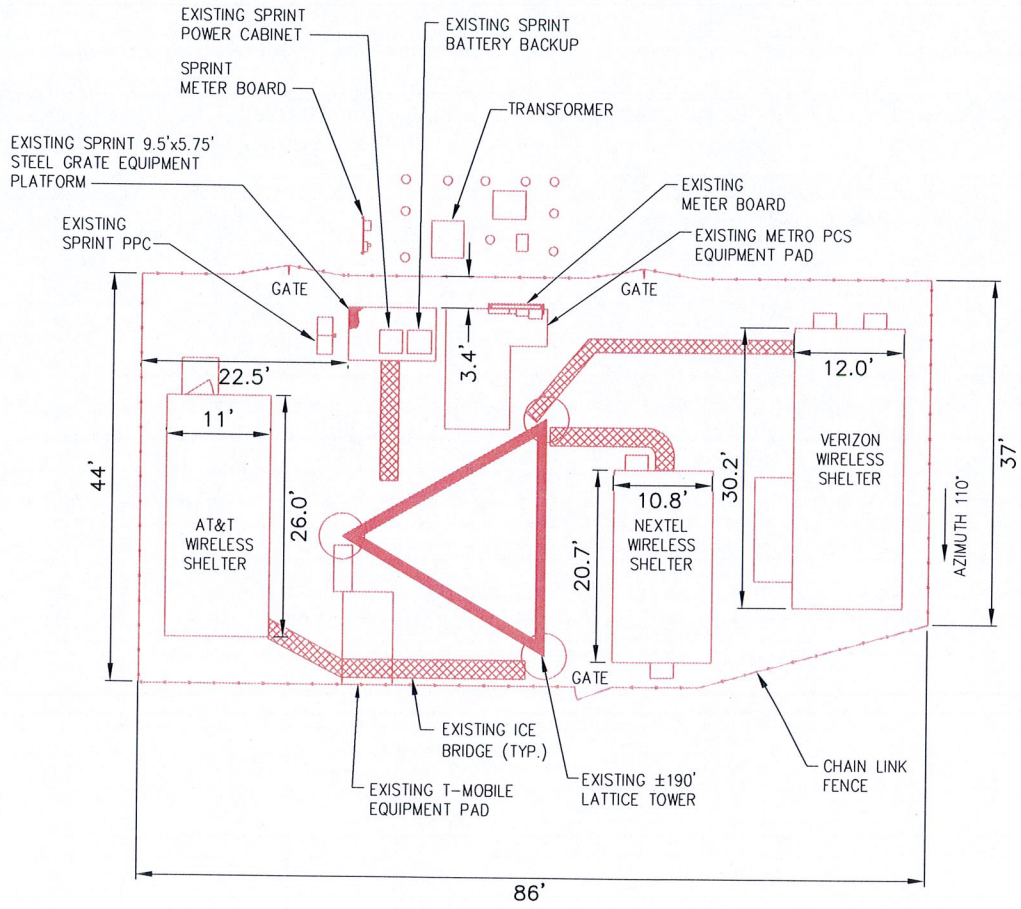 EXISTING SPRINT
POWER CABINET
EXISTING SPRINT
BATTERY BACKUP
SPRINT
METER BOARD
TRANSFORMER
EXISTING SPRINT 9.5'x5.75'
STEEL GRATE EQUIPMENT
PLATFORM
EXISTING
METER BOARD
EXISTING
SPRINT PPC
EXISTING METRO PCS
EQUIPMENT PAD
GATE
GATE
3.4'
22.5'
12.0'
11'
44'
26.0'
AT&T
WIRELESS
SHELTER
VERIZON
WIRELESS
SHELTER
30.2'
37'
10.8'
NEXTEL
WIRELESS
SHELTER
20.7'
AZIMUTH 110°
GATE
EXISTING ICE
BRIDGE (TYP.)
EXISTING T-MOBILE
EQUIPMENT PAD
EXISTING ±190'
LATTICE TOWER
CHAIN LINK
FENCE
86'